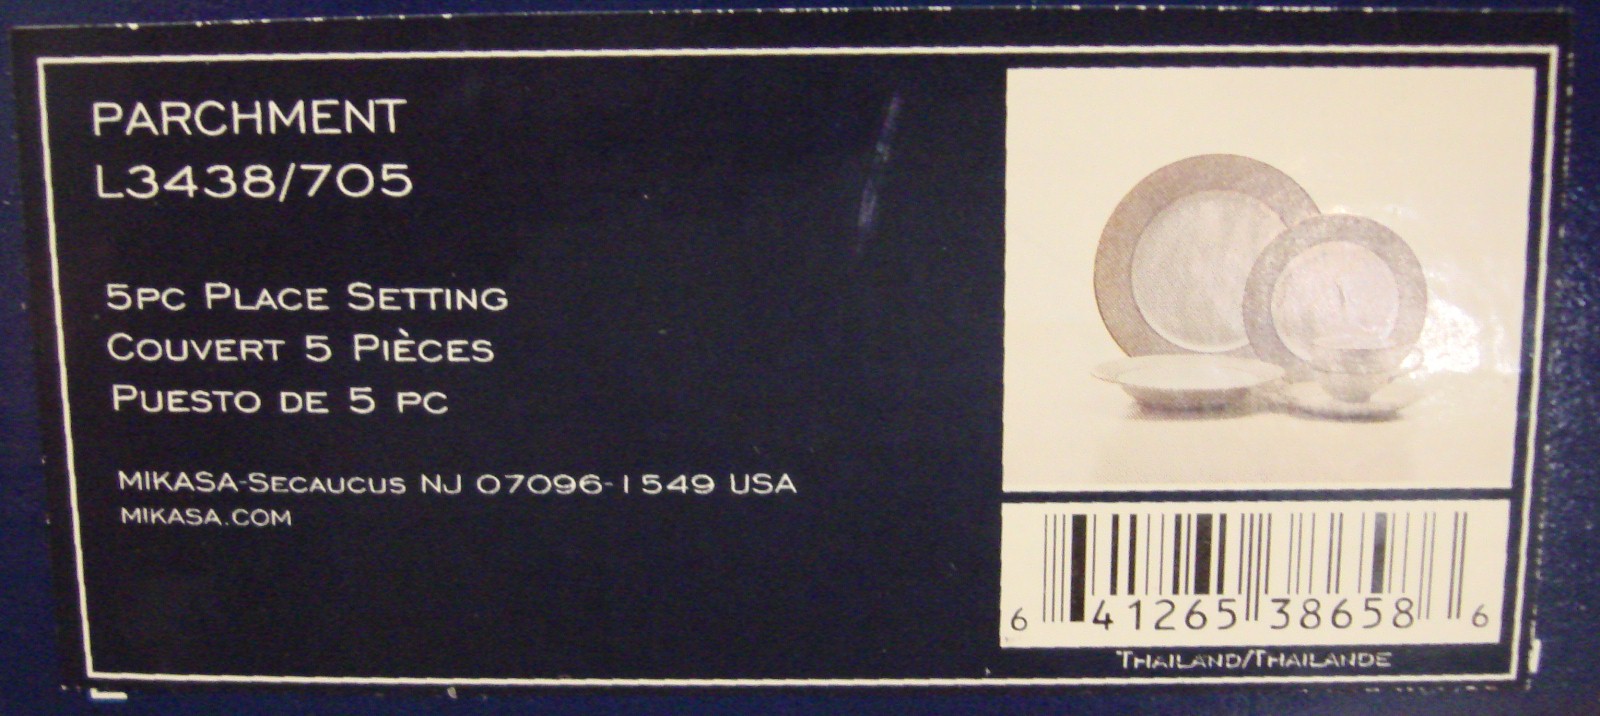 PARCHMENT
L3438/705
5PC PLACE SETTING
COUVERT 5 PIÈCES
PUESTO DE 5 PC
MIKASA-SECAUCUS NJ 07096-1549 USA
MIKASA.COM
6 41265 38658 6
THAILAND/THAILANDE